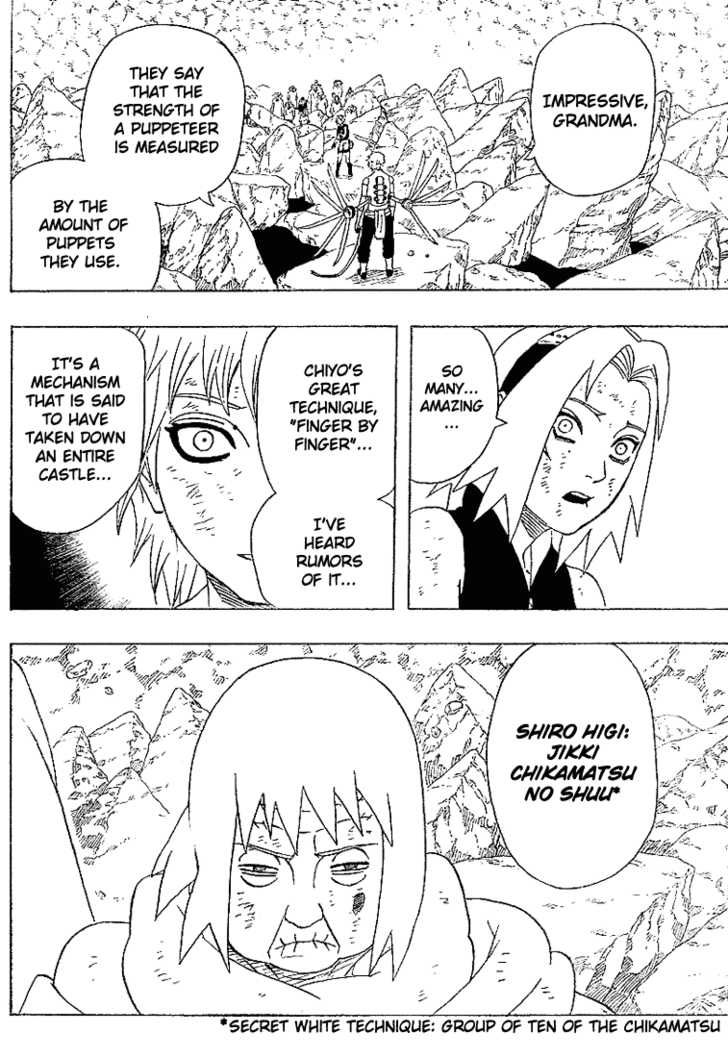 IMPRESSIVE,
GRANDMA.
THEY SAY
THAT THE
STRENGTH OF
A PUPPETEER
IS MEASURED
BY THE
AMOUNT OF
PUPPETS
THEY USE.
SO
MANY...
AMAZING
...
CHIYO'S
GREAT
TECHNIQUE,
"FINGER BY
FINGER"...
I'VE
HEARD
RUMORS
OF IT...
IT'S A
MECHANISM
THAT IS SAID
TO HAVE
TAKEN DOWN
AN ENTIRE
CASTLE...
SHIRO HIGI:
JIKKI
CHIKAMATSU
NO SHUU*
*SECRET WHITE TECHNIQUE: GROUP OF TEN OF THE CHIKAMATSU